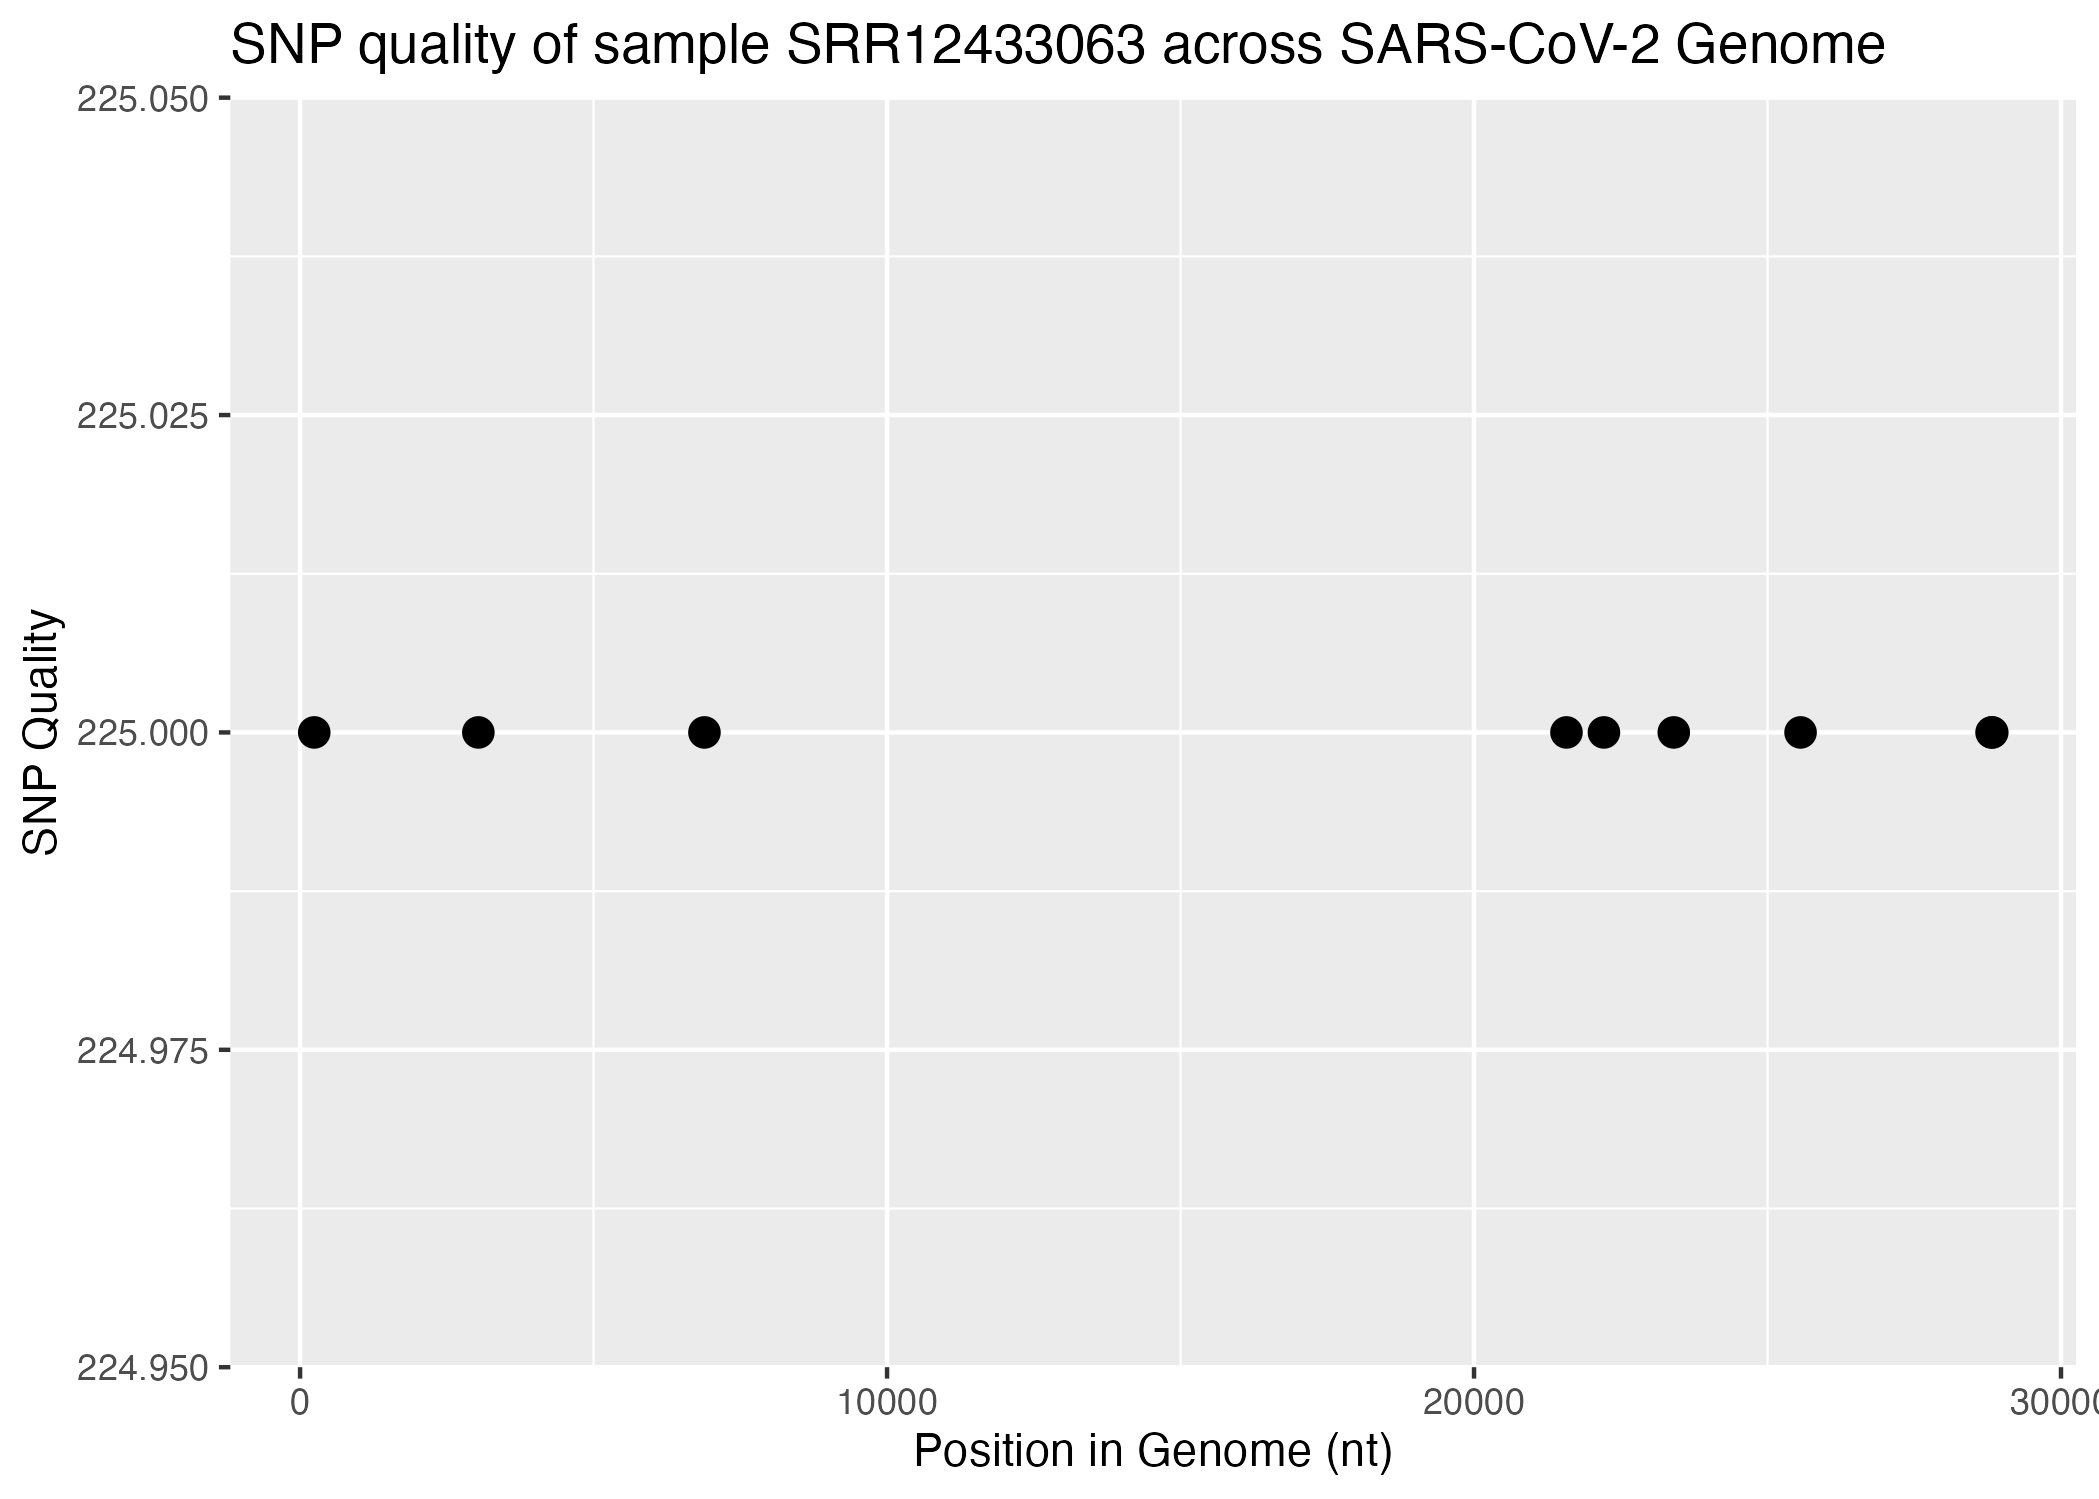 SNP quality of sample SRR12433063 across SARS-CoV-2 Genome
225.050
225.025
225.000
224.975
224.950
SNP Quality
0 10000 20000 3000
Position in Genome (nt)